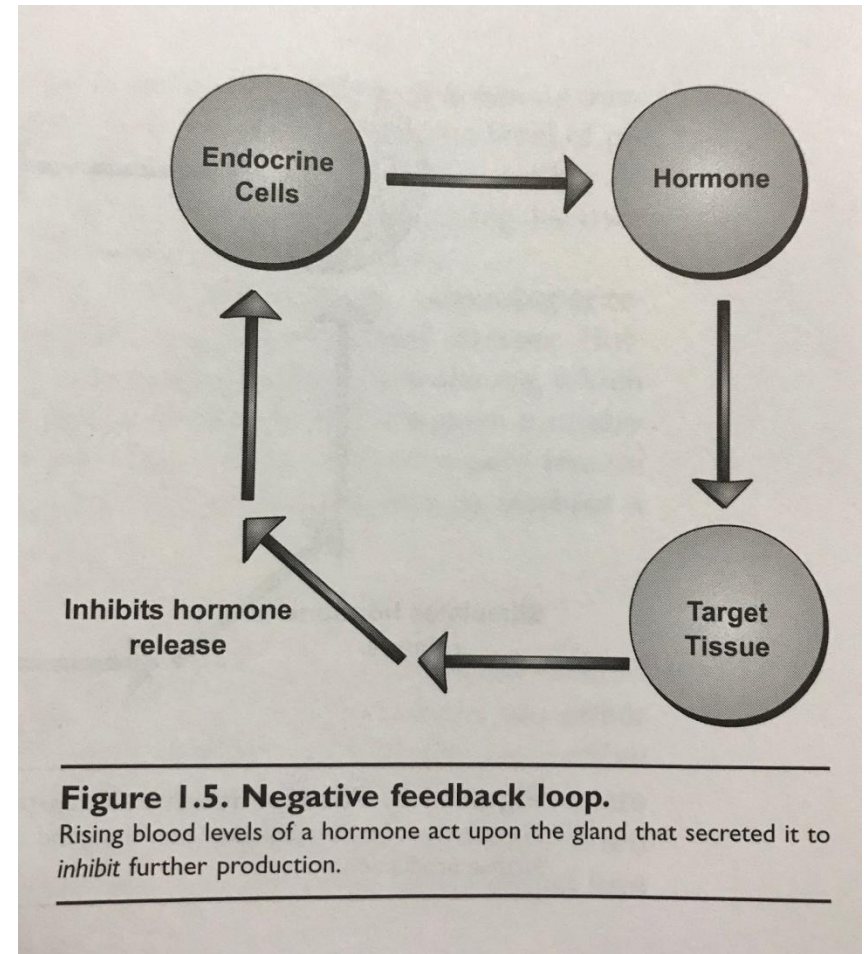 Endocrine
Cells
Hormone
Inhibits hormone
release
Target
Tissue
Figure 1.5. Negative feedback loop.
Rising blood levels of a hormone act upon the gland that secreted it to
inhibit further production.